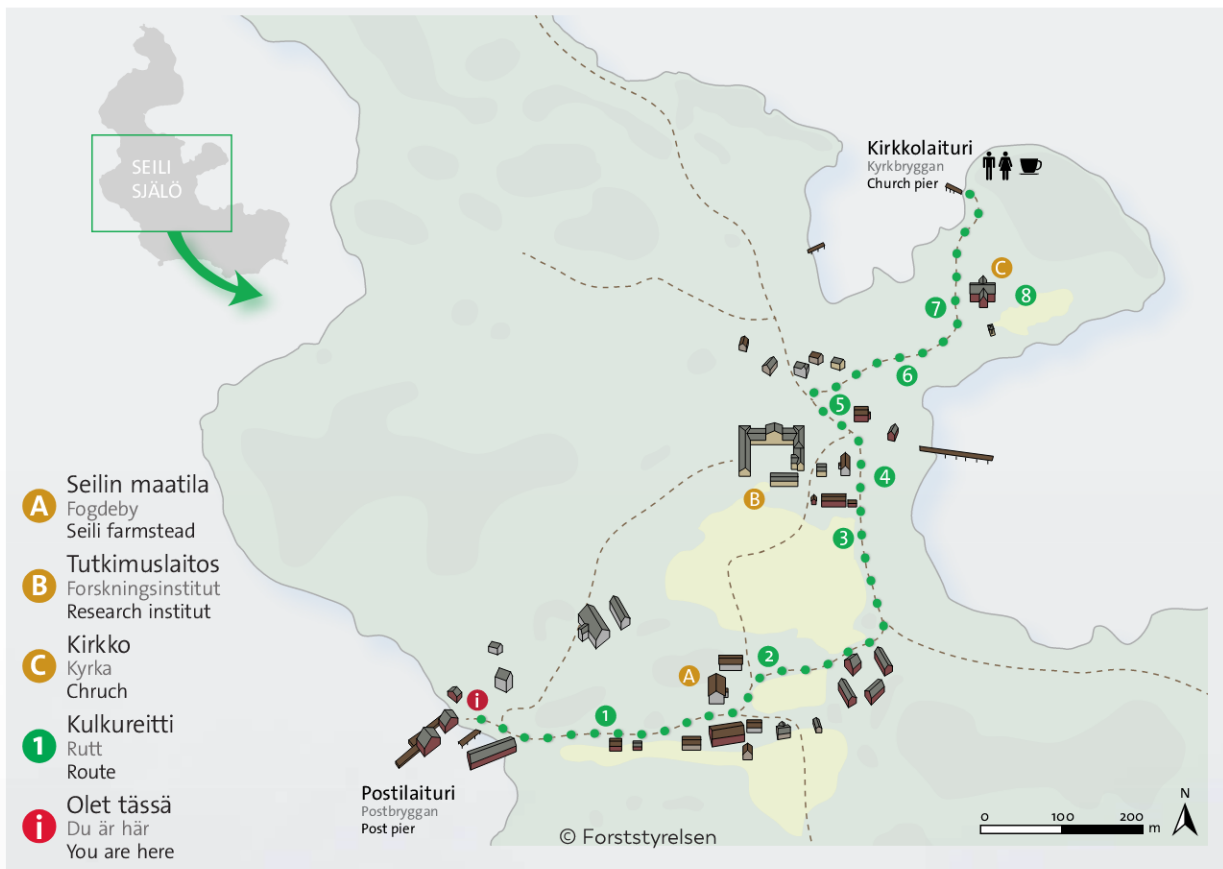 SEILI
SJÄLÖ
Kirkkolaituri
Kyrkbryggan
Church pier
C
8
7
6
5
4
B
3
2
A
1
i
A
Seilin maatila
Fogdeby
Seili farmstead
B
Tutkimuslaitos
Forskningsinstitut
Research institut
C
Kirkko
Kyrka
Chruch
1
Kulkureitti
Rutt
Route
i
Olet tässä
Du är här
You are here
Postilaituri
Postbryggan
Post pier
© Forststyrelsen
0 100 200 m
N